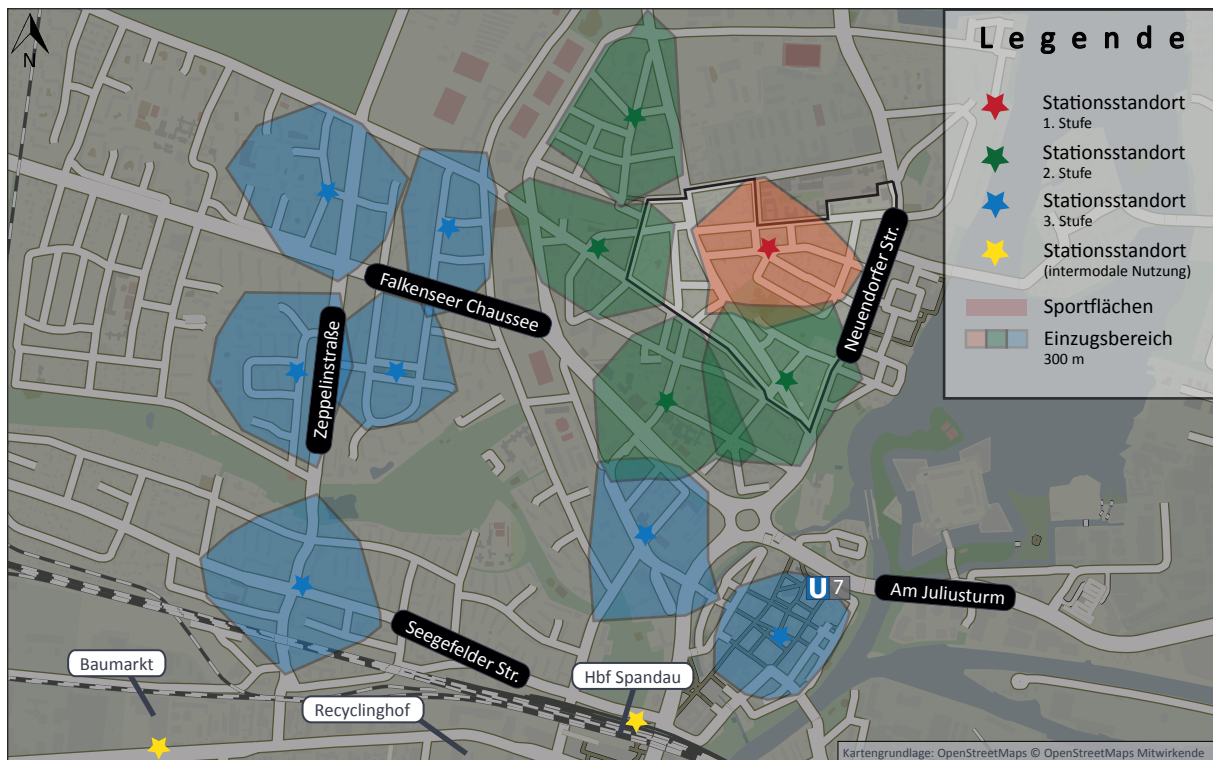 N
Legende
Stationsstandort
1. Stufe
Stationsstandort
2. Stufe
Stationsstandort
3. Stufe
Stationsstandort
(intermodale Nutzung)
Sportflächen
Einzugsbereich
300 m
Falkenseer Chaussee
Neuendorfer Str.
Zeppelinstraße
U 7
Am Juliusturm
Seegefelder Str.
Baumarkt
Hbf Spandau
Recyclinghof
Kartengrundlage: OpenStreetMaps © OpenStreetMaps Mitwirkende